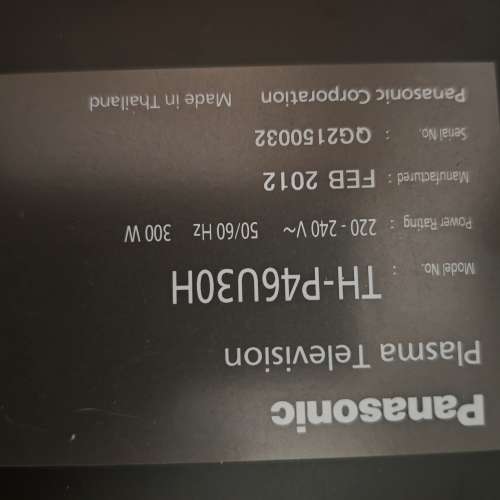 Panasonic
Plasma Television
Model No. : TH-P46U30H
Power Rating : 220 - 240 V~ 50/60 Hz 300 W
Manufactured : FEB 2012
Serial No. : QG2150032
Panasonic Corporation Made in Thailand